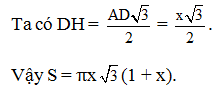 Ta có DH = AD√3/2 = x√3/2.
Vậy S = πx√3(1 + x).